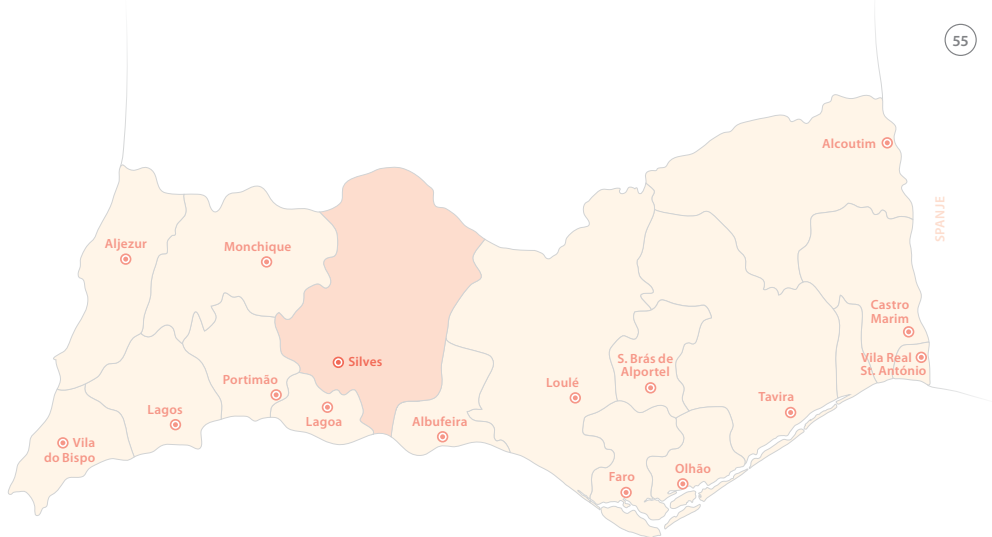 55
Alcoutim
SPANJE
Aljezur
Monchique
Castro
Marim
Silves
S. Brás de
Alportel
Vila Real
St. António
Portimão
Loulé
Tavira
Lagos
Lagoa
Albufeira
Vila
do Bispo
Faro
Olhão